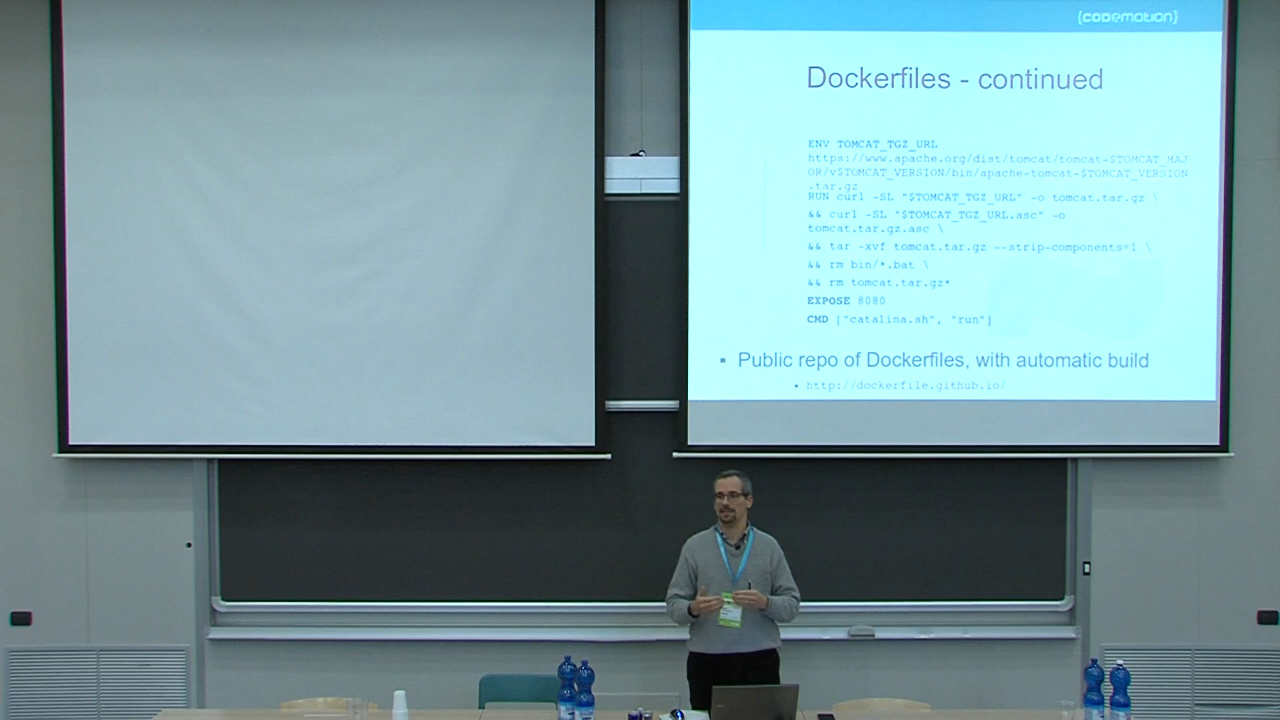 {CODEMOTION}
Dockerfiles - continued
ENV TOMCAT_TGZ_URL
https://www.apache.org/dist/tomcat/tomcat-$TOMCAT_MAJ
OR/v$TOMCAT_VERSION/bin/apache-tomcat-$TOMCAT_VERSION
.tar.gz
RUN curl -SL "$TOMCAT_TGZ_URL" -o tomcat.tar.gz \
&& curl -SL "$TOMCAT_TGZ_URL.asc" -o
tomcat.tar.gz.asc \
&& tar -xvf tomcat.tar.gz --strip-components=1 \
&& rm bin/*.bat \
&& rm tomcat.tar.gz*
EXPOSE 8080
CMD ["catalina.sh", "run"]
▪ Public repo of Dockerfiles, with automatic build
▪ http://dockerfile.github.io/